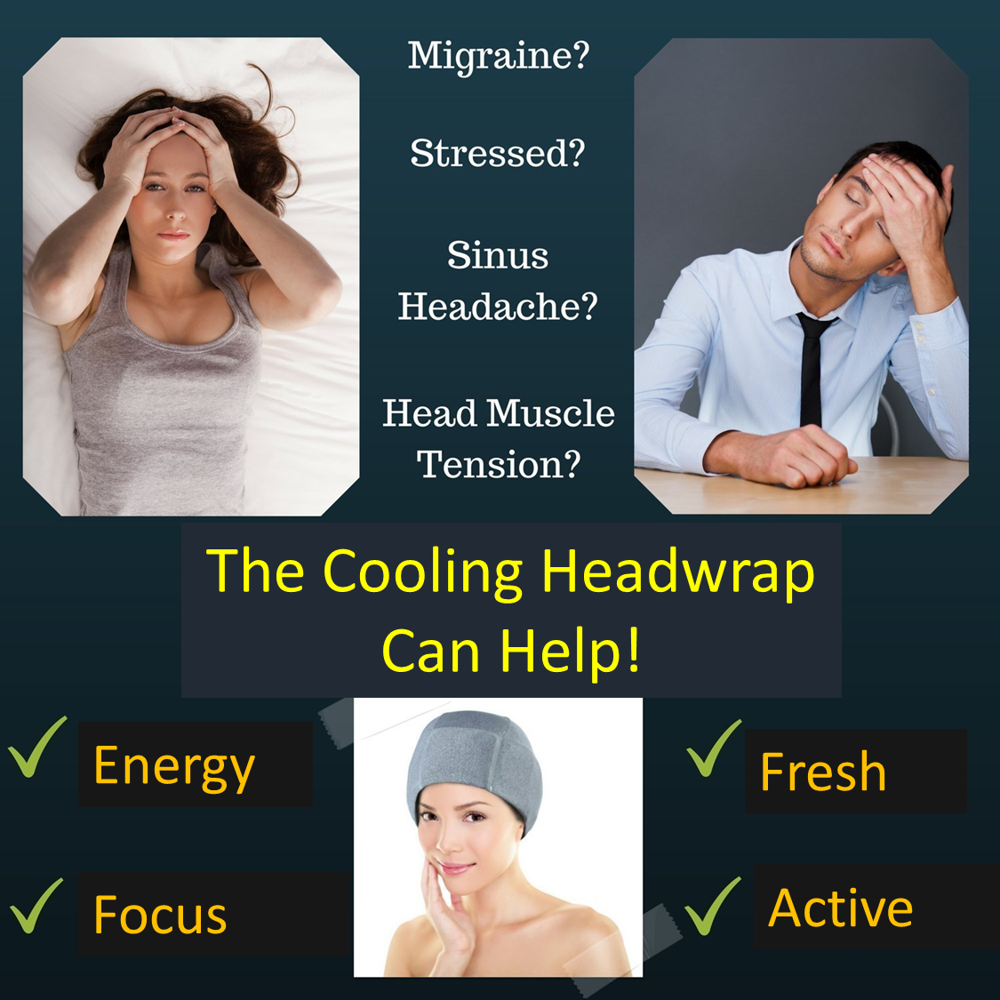 Migraine?
Stressed?
Sinus
Headache?
Head Muscle
Tension?
The Cooling Headwrap
Can Help!
Energy
Fresh
Focus
Active